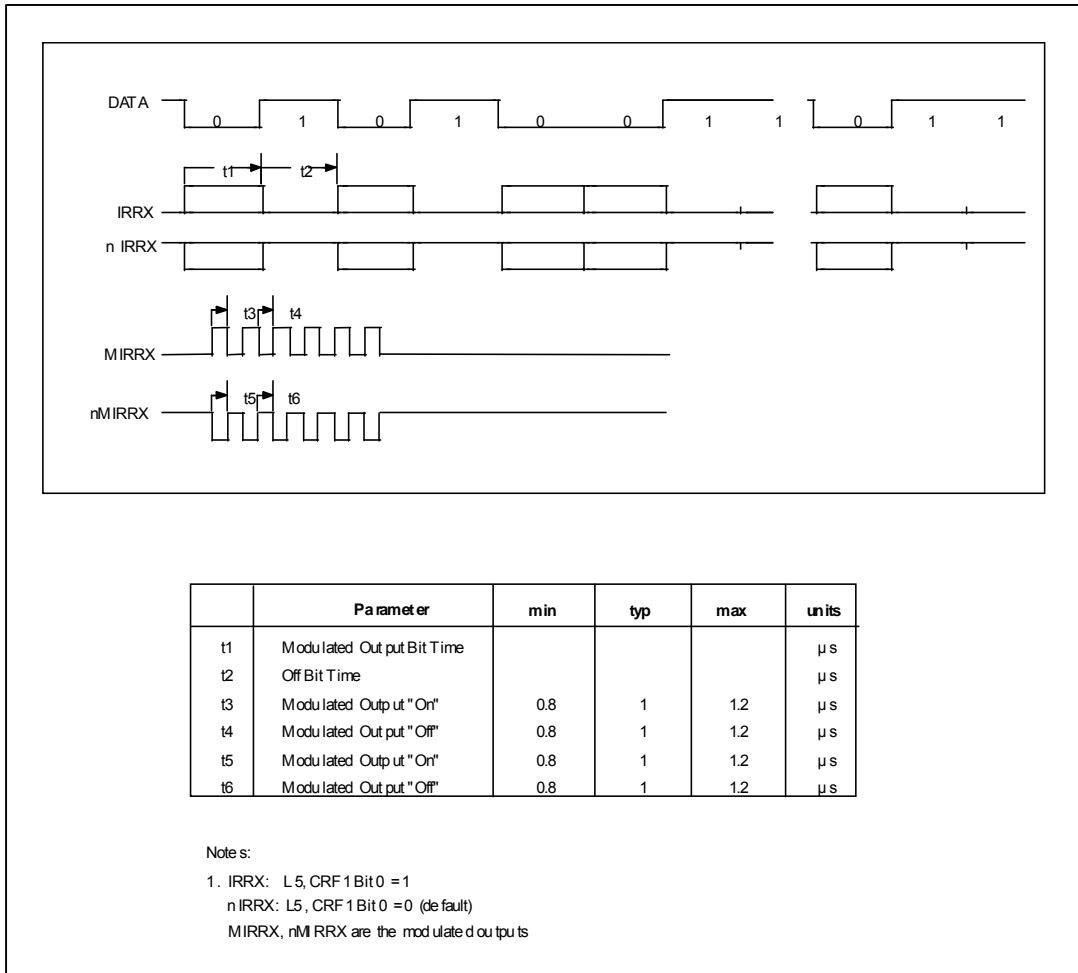 DATA 0 1 0 1 0 0 1 1 0 1 1
t1 t2
IRRX
n IRRX
t3 t4
MIRRX
t5 t6
nMIRRX
Parameter min typ max units
t1 Modulated Output Bit Time µs
t2 Off Bit Time µs
t3 Modulated Output "On" 0.8 1 1.2 µs
t4 Modulated Output "Off" 0.8 1 1.2 µs
t5 Modulated Output "On" 0.8 1 1.2 µs
t6 Modulated Output "Off" 0.8 1 1.2 µs
Notes:
1. IRRX: L5, CRF1 Bit 0 = 1
nIRRX: L5, CRF1 Bit 0 = 0 (default)
MIRRX, nMIRRX are the modulated outputs